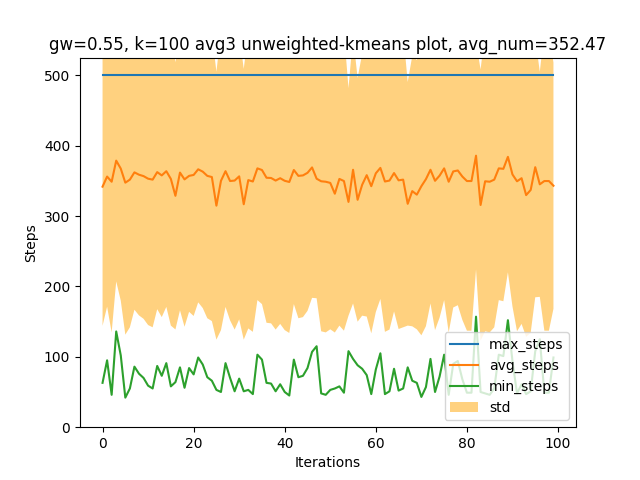 gw=0.55, k=100 avg3 unweighted-kmeans plot, avg_num=352.47
500
400
300
200
100
0
Steps
max_steps
avg_steps
min_steps
std
0 20 40 60 80 100
Iterations